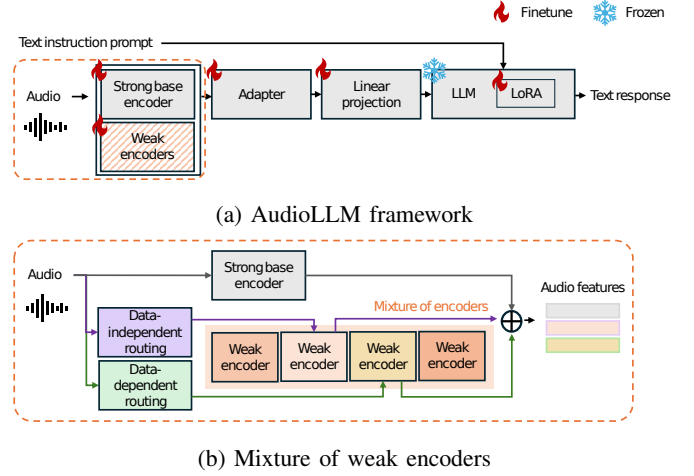 Finetune
Frozen
Text instruction prompt
Audio
Strong base
encoder
Weak
encoders
Adapter
Linear
projection
LLM
LoRA
Text response
(a) AudioLLM framework
Audio
Strong base
encoder
Mixture of encoders
Audio features
Data-
independent
routing
Data-
dependent
routing
Weak
encoder
Weak
encoder
Weak
encoder
Weak
encoder
(b) Mixture of weak encoders